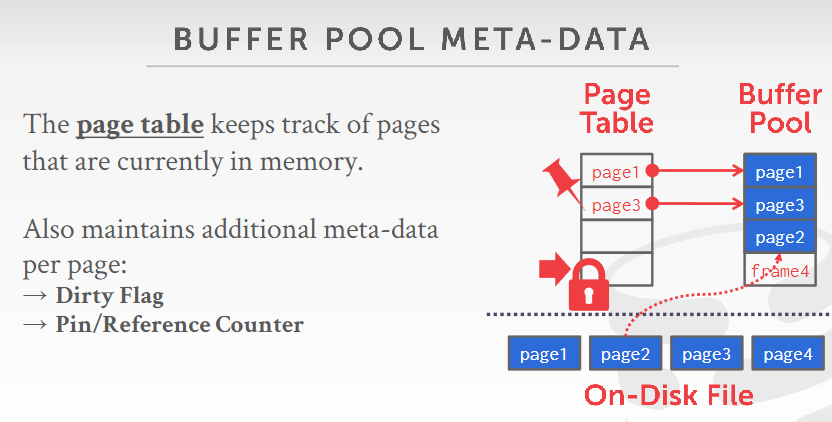 BUFFER POOL META-DATA
The page table keeps track of pages
that are currently in memory.
Also maintains additional meta-data
per page:
→ Dirty Flag
→ Pin/Reference Counter
Page
Table
page1
page3
Buffer
Pool
page1
page3
page2
frame4
page1
page2
page3
page4
On-Disk File